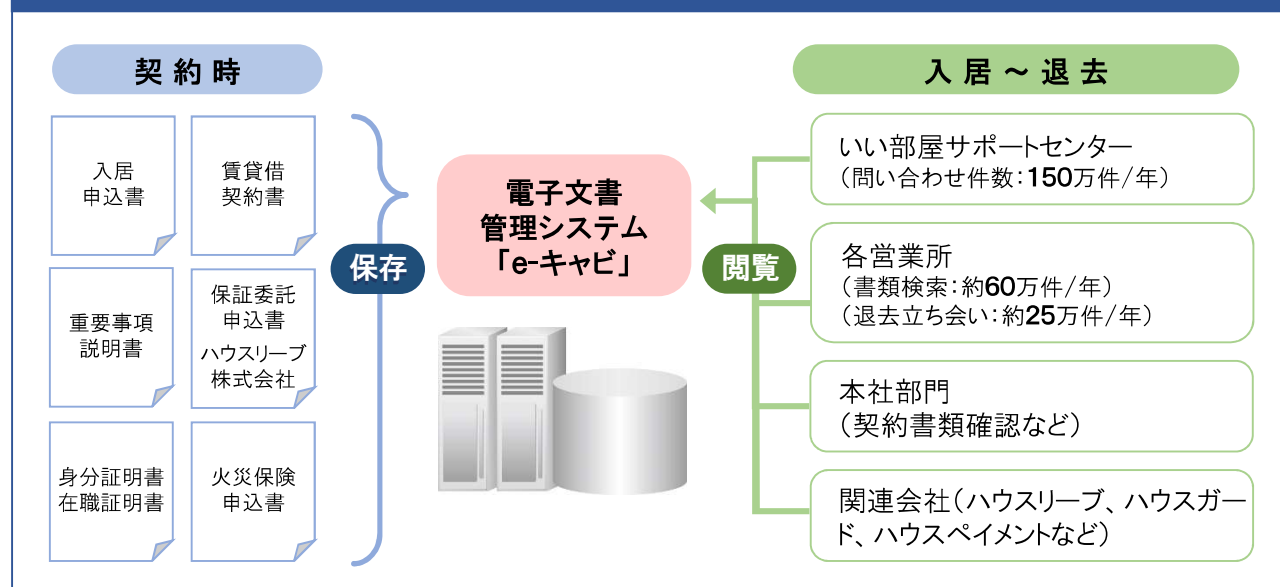 契約時
入居
申込書
賃貸借
契約書
重要事項
説明書
保証委託
申込書
ハウスリーブ
株式会社
身分証明書
在職証明書
火災保険
申込書
保存
電子文書
管理システム
「e-キャビ」
閲覧
入居～退去
いい部屋サポートセンター
（問い合わせ件数：150万件/年）
各営業所
（書類検索：約60万件/年）
（退去立ち会い：約25万件/年）
本社部門
（契約書類確認など）
関連会社（ハウスリーブ、ハウスガー
ド、ハウスペイメントなど）